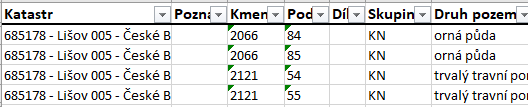 Katastr Pozná Kmen Pod Díl Skupin Druh pozem
685178 - Lišov 005 - České B 2066 84 KN orná půda
685178 - Lišov 005 - České B 2066 85 KN orná půda
685178 - Lišov 005 - České B 2121 54 KN trvalý travní por
685178 - Lišov 005 - České B 2121 55 KN trvalý travní por